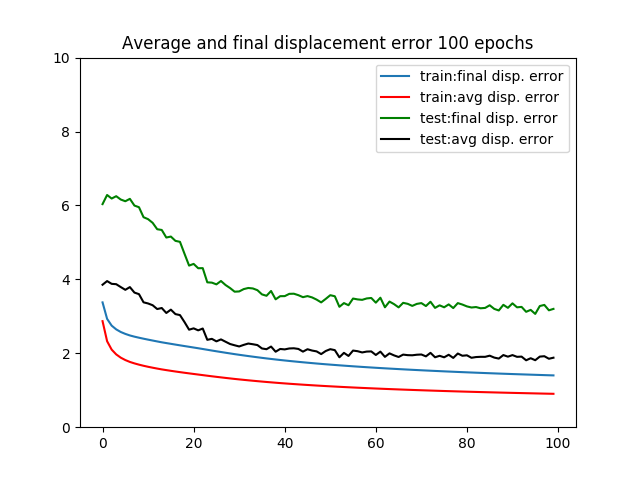 Average and final displacement error 100 epochs
10
8
6
4
2
0
train:final disp. error
train:avg disp. error
test:final disp. error
test:avg disp. error
0 20 40 60 80 100